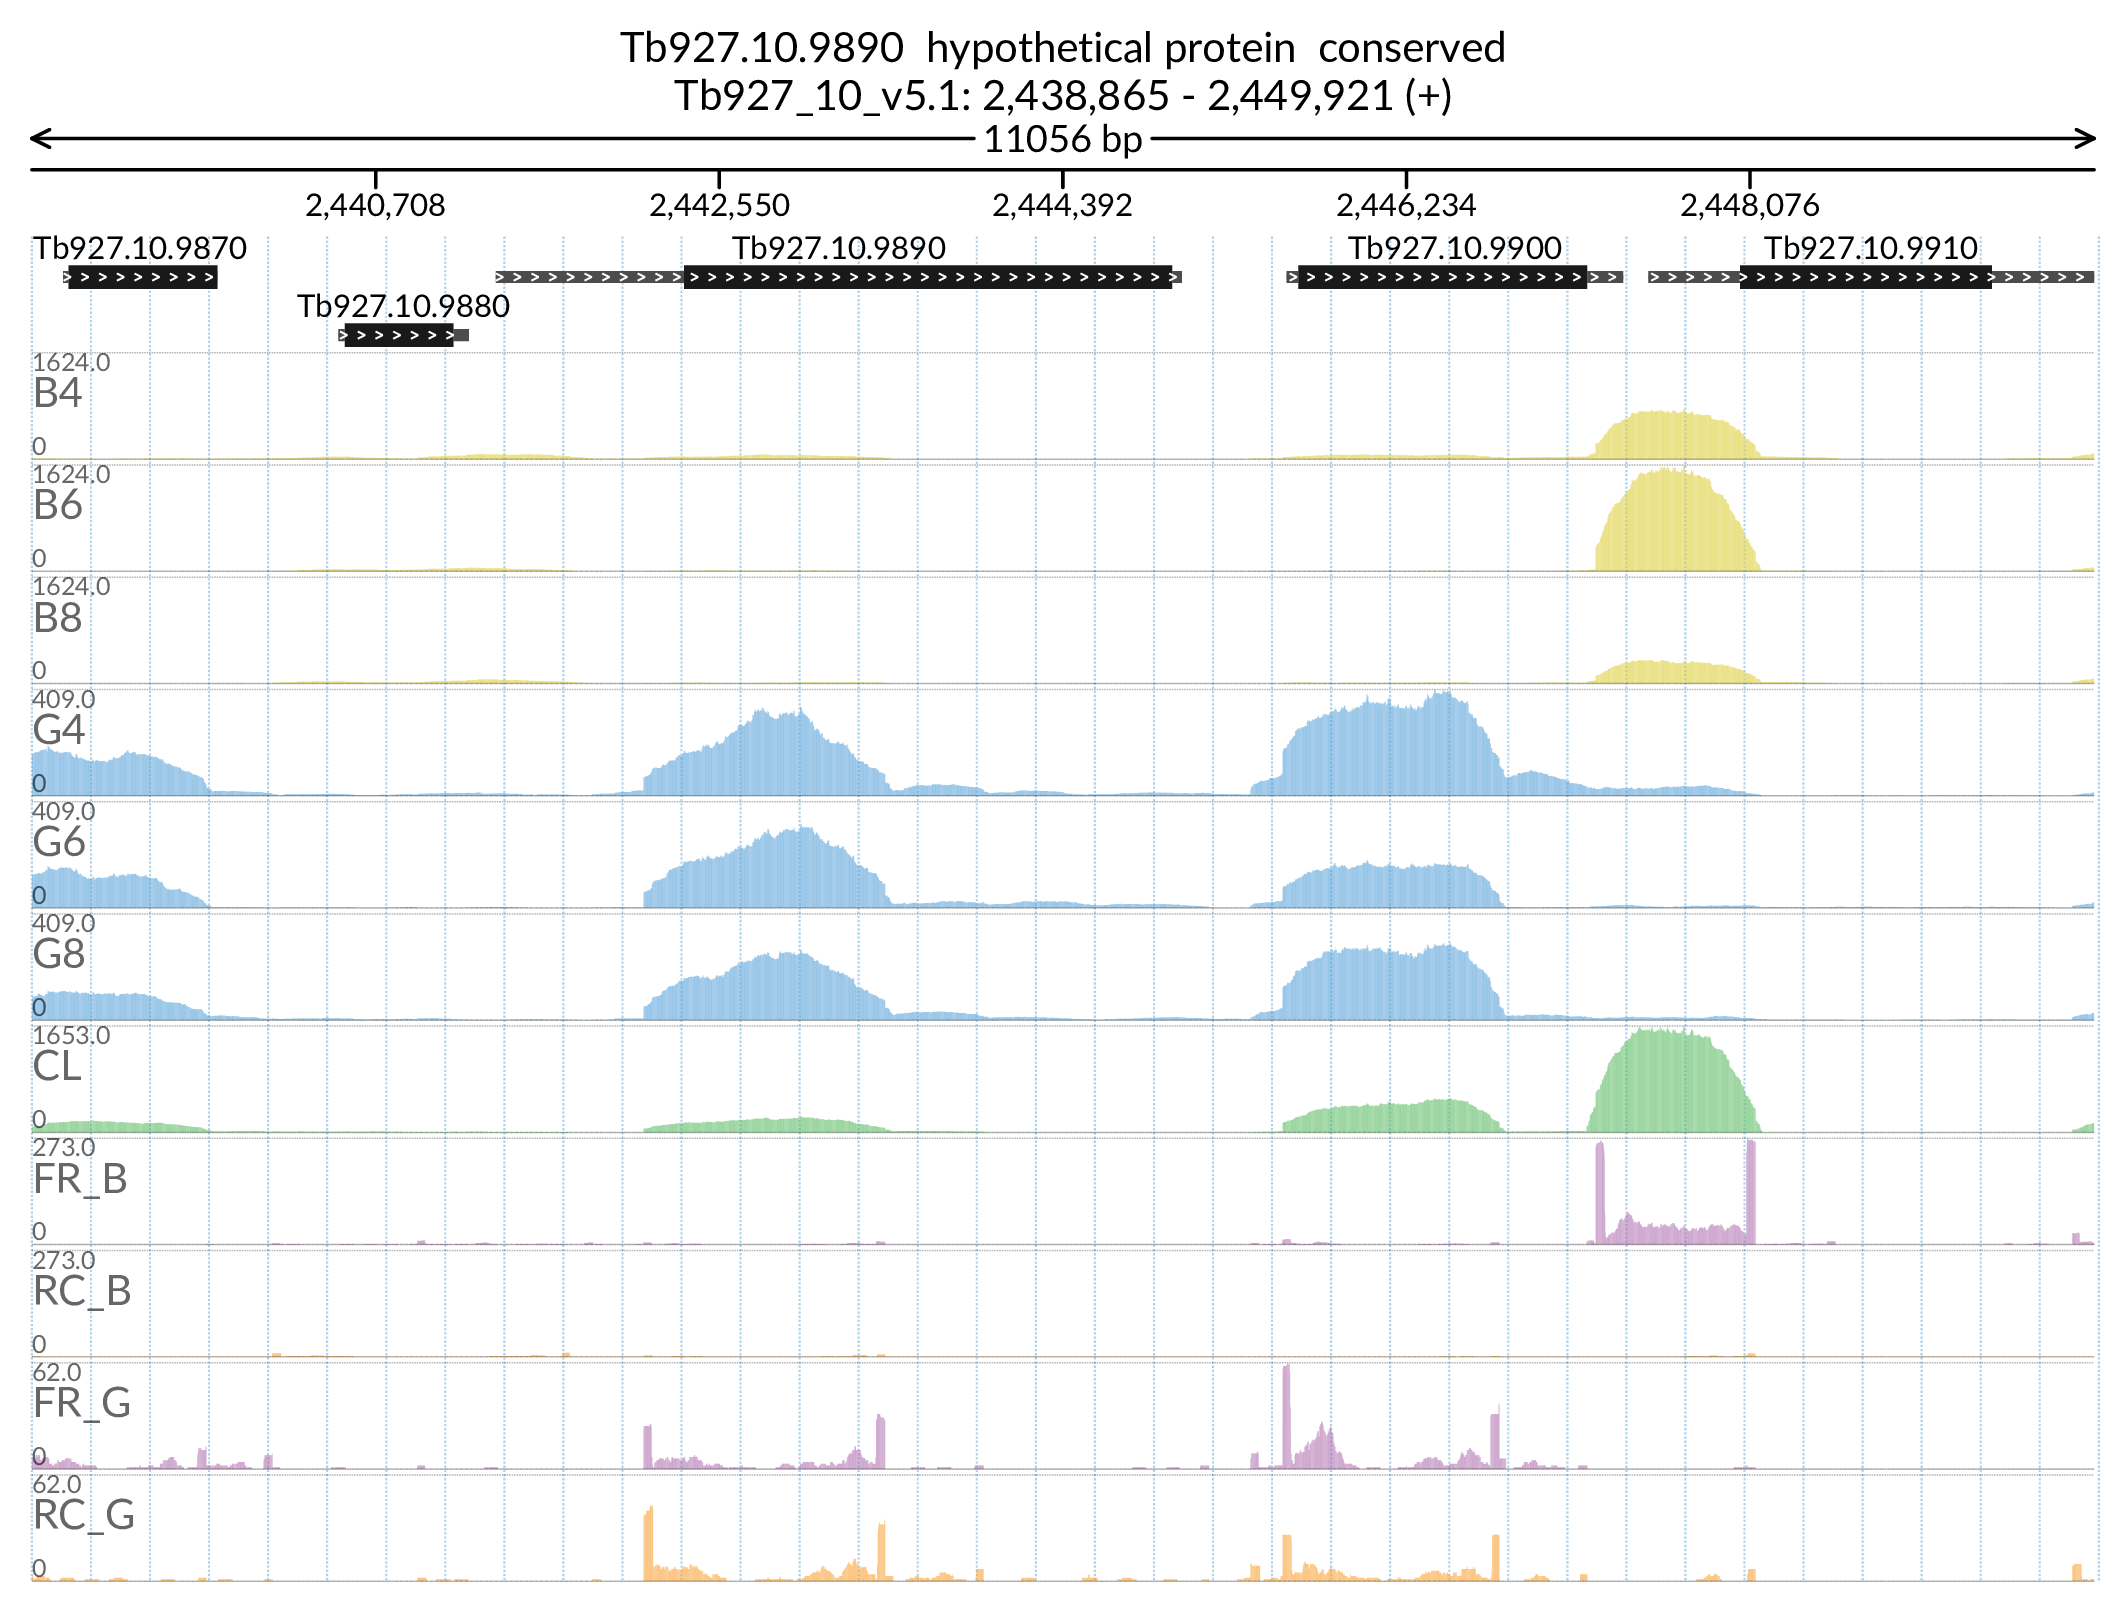 Tb927.10.9890 hypothetical protein conserved
Tb927_10_v5.1: 2,438,865 - 2,449,921 (+)
11056 bp
2,440,708 2,442,550 2,444,392 2,446,234 2,448,076
Tb927.10.9870 Tb927.10.9890 Tb927.10.9900 Tb927.10.9910
Tb927.10.9880
1624.0
B4
0
1624.0
B6
0
1624.0
B8
0
409.0
G4
0
409.0
G6
0
409.0
G8
0
1653.0
CL
0
273.0
FR_B
0
273.0
RC_B
0
62.0
FR_G
0
62.0
RC_G
0